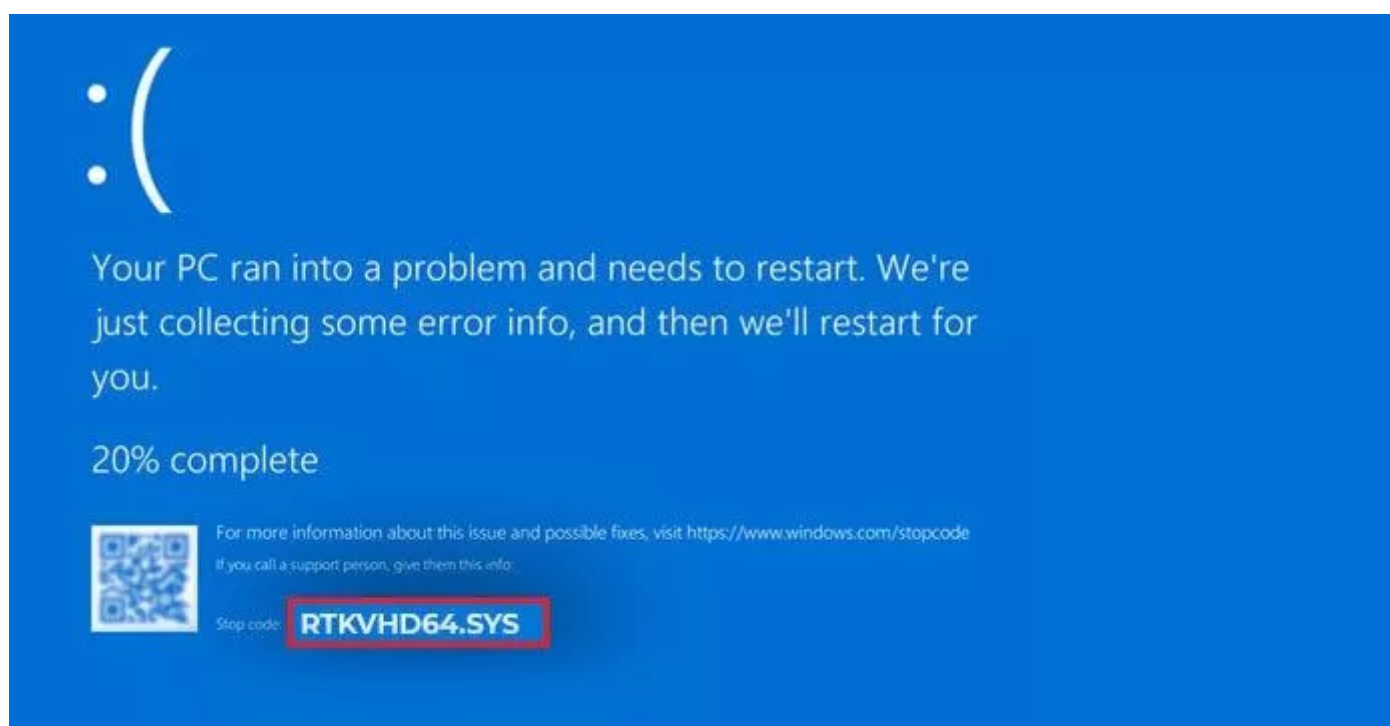 :(
Your PC ran into a problem and needs to restart. We're
just collecting some error info, and then we'll restart for
you.
20% complete
For more information about this issue and possible fixes, visit https://www.windows.com/stopcode
If you call a support person, give them this info:
Stop code: RTKVHD64.SYS